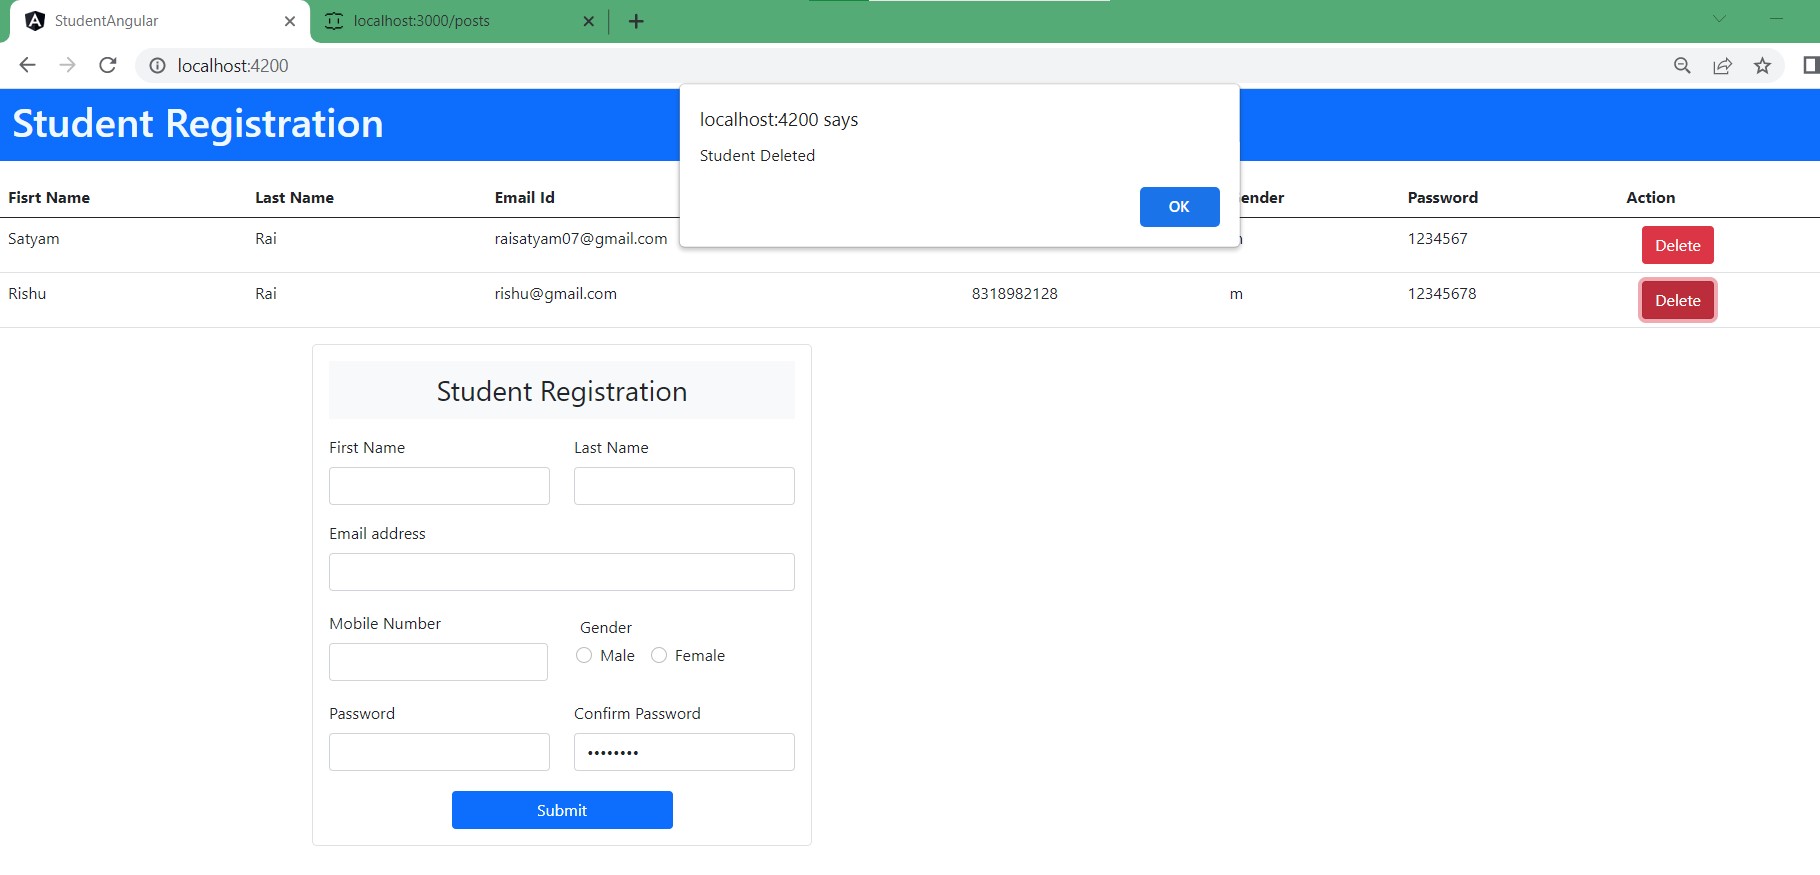 StudentAngular
localhost:3000/posts
localhost:4200
Student Registration
localhost:4200 says
Student Deleted
OK
Fisrt Name Last Name Email Id ender Password Action
Satyam Rai raisatyam07@gmail.com 1234567 Delete
Rishu Rai rishu@gmail.com 8318982128 m 12345678 Delete
Student Registration
First Name Last Name
Email address
Mobile Number Gender
Male Female
Password Confirm Password
••••••••
Submit